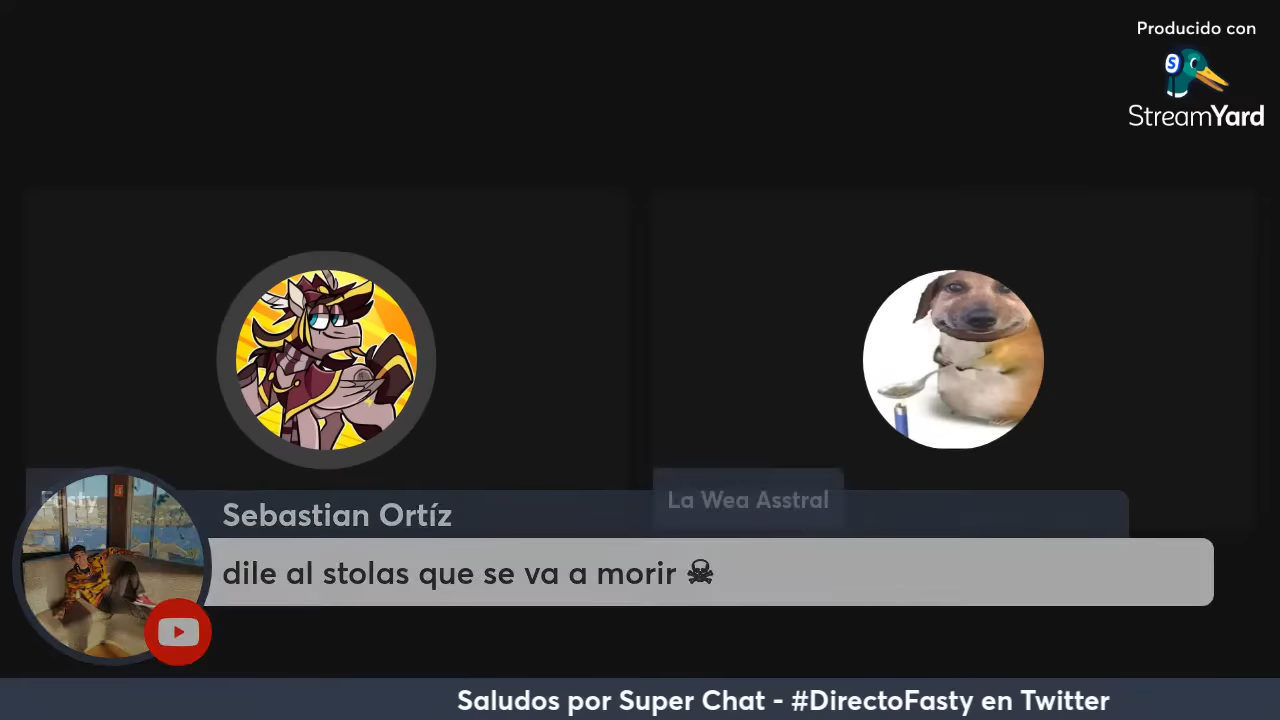 Producido con
S
StreamYard
Fasty
La Wea Asstral
Sebastian Ortíz
dile al stolas que se va a morir ☠
Saludos por Super Chat - #DirectoFasty en Twitter